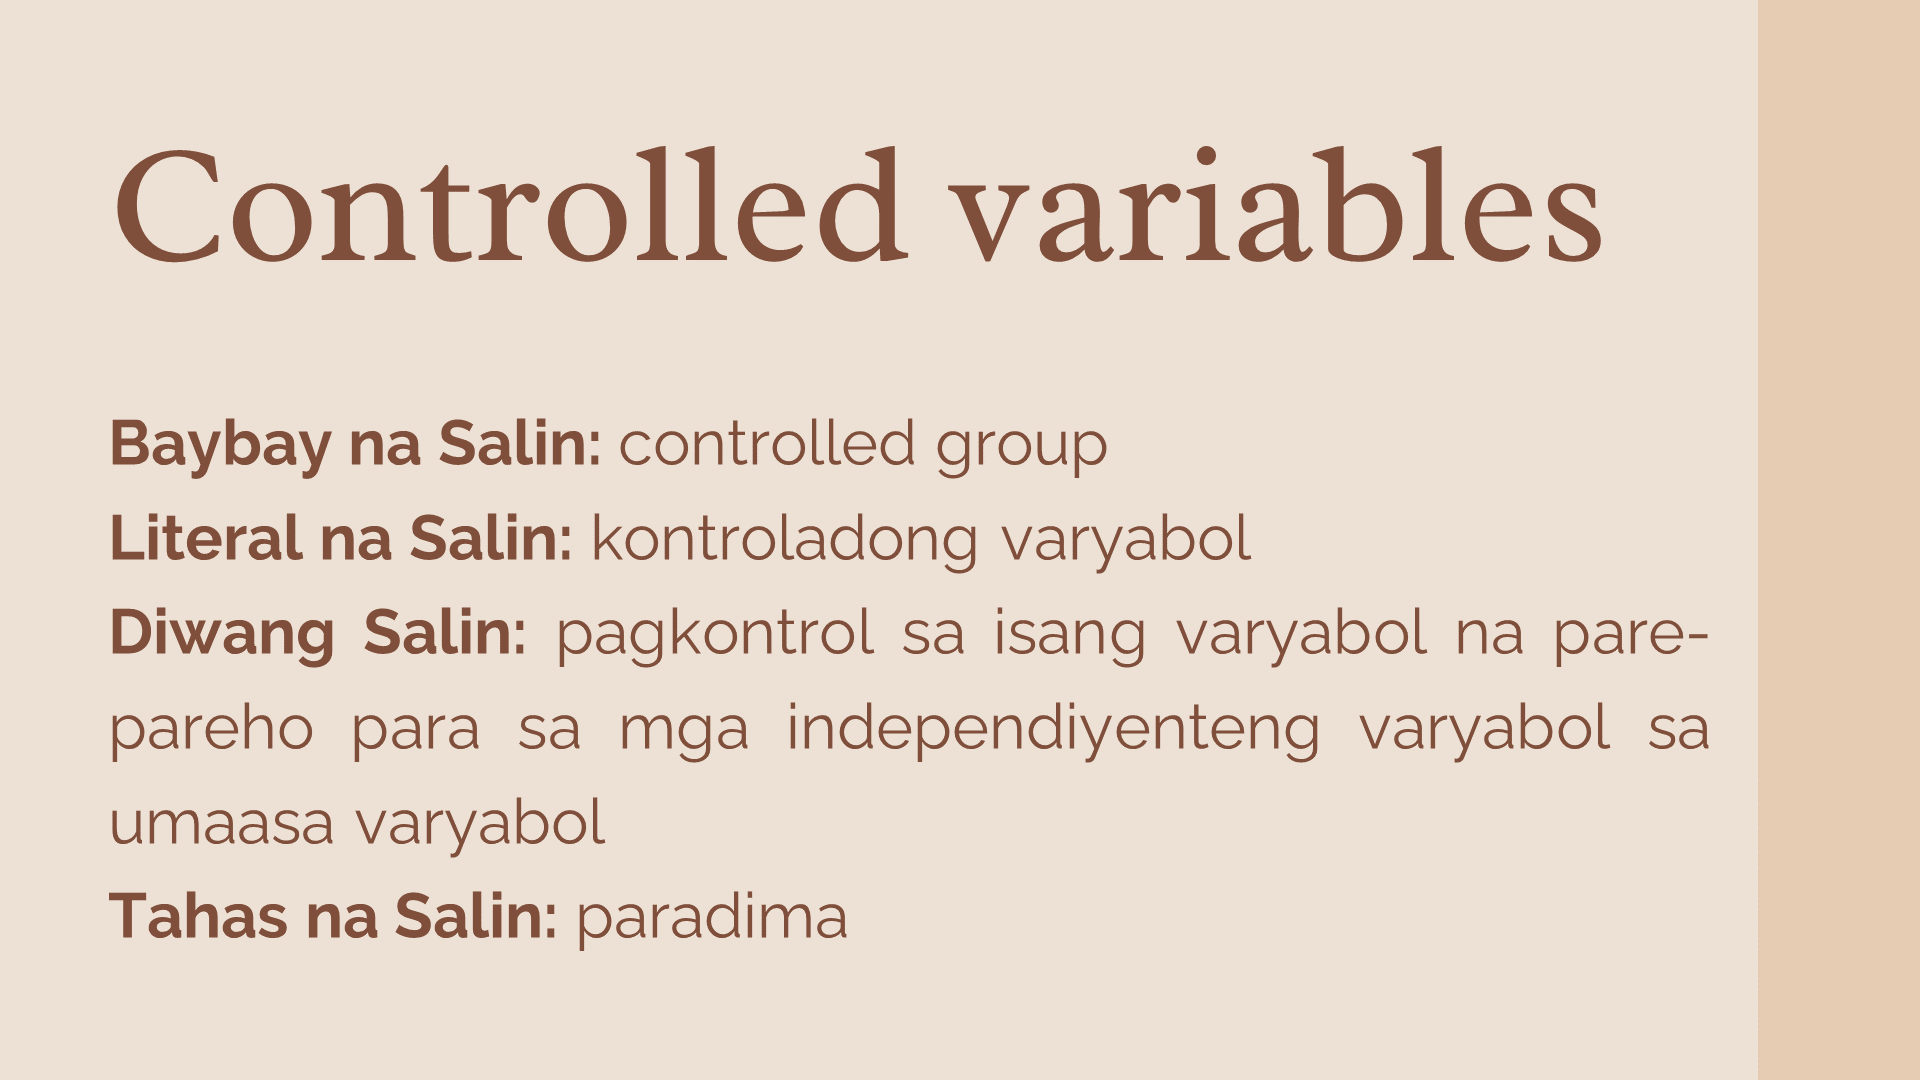 Controlled variables
Baybay na Salin: controlled group
Literal na Salin: kontroladong varyabol
Diwang Salin: pagkontrol sa isang varyabol na pare-
pareho para sa mga independiyenteng varyabol sa
umaasa varyabol
Tahas na Salin: paradima